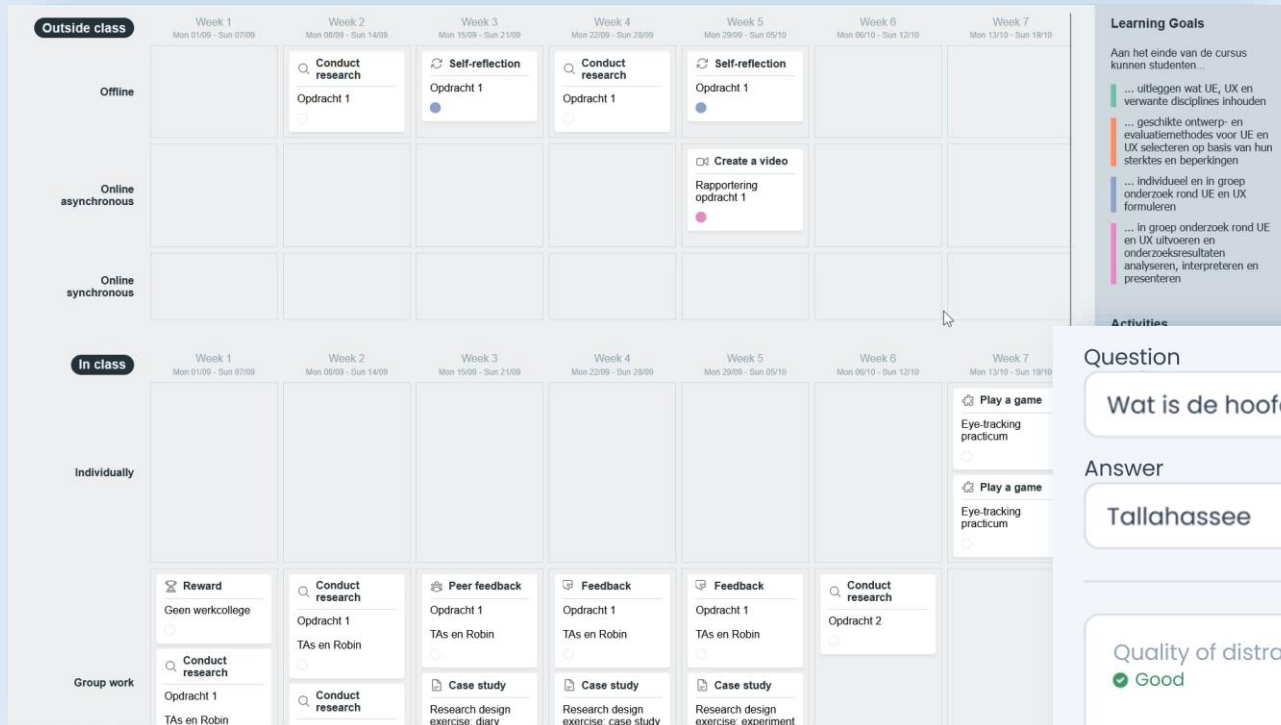 Outside class
Week 1
Mon 01/09 - Sun 07/09
Week 2
Mon 08/09 - Sun 14/09
Week 3
Mon 15/09 - Sun 21/09
Week 4
Mon 22/09 - Sun 28/09
Week 5
Mon 29/09 - Sun 05/10
Week 6
Mon 06/10 - Sun 12/10
Week 7
Mon 13/10 - Sun 19/10
Offline
Conduct
research
Opdracht 1
Self-reflection
Opdracht 1
Conduct
research
Opdracht 1
Self-reflection
Opdracht 1
Online
asynchronous
Create a video
Rapportering
opdracht 1
Online
synchronous
Learning Goals
Aan het einde van de cursus
kunnen studenten...
... uitleggen wat UE, UX en
verwante disciplines inhouden
... geschikte ontwerp- en
evaluatiemethodes voor UE en
UX selecteren op basis van hun
sterktes en beperkingen
... individueel en in groep
onderzoek rond UE en UX
formuleren
... in groep onderzoek rond UE
en UX uitvoeren en
onderzoeksresultaten
analyseren, interpreteren en
presenteren
Activities
In class
Week 1
Mon 01/09 - Sun 07/09
Week 2
Mon 08/09 - Sun 14/09
Week 3
Mon 15/09 - Sun 21/09
Week 4
Mon 22/09 - Sun 28/09
Week 5
Mon 29/09 - Sun 05/10
Week 6
Mon 06/10 - Sun 12/10
Week 7
Mon 13/10 - Sun 19/10
Individually
Play a game
Eye-tracking
practicum
Play a game
Eye-tracking
practicum
Group work
Reward
Geen werkcollege
Conduct
research
Opdracht 1
TAs en Robin
Conduct
research
Opdracht 1
TAs en Robin
Conduct
research
Peer feedback
Opdracht 1
TAs en Robin
Case study
Research design
exercise: diary
Feedback
Opdracht 1
TAs en Robin
Case study
Research design
exercise: case study
Feedback
Opdracht 1
TAs en Robin
Case study
Research design
exercise: experiment
Conduct
research
Opdracht 2
Question
Wat is de
Answer
Tallahassee
Quality of
Good